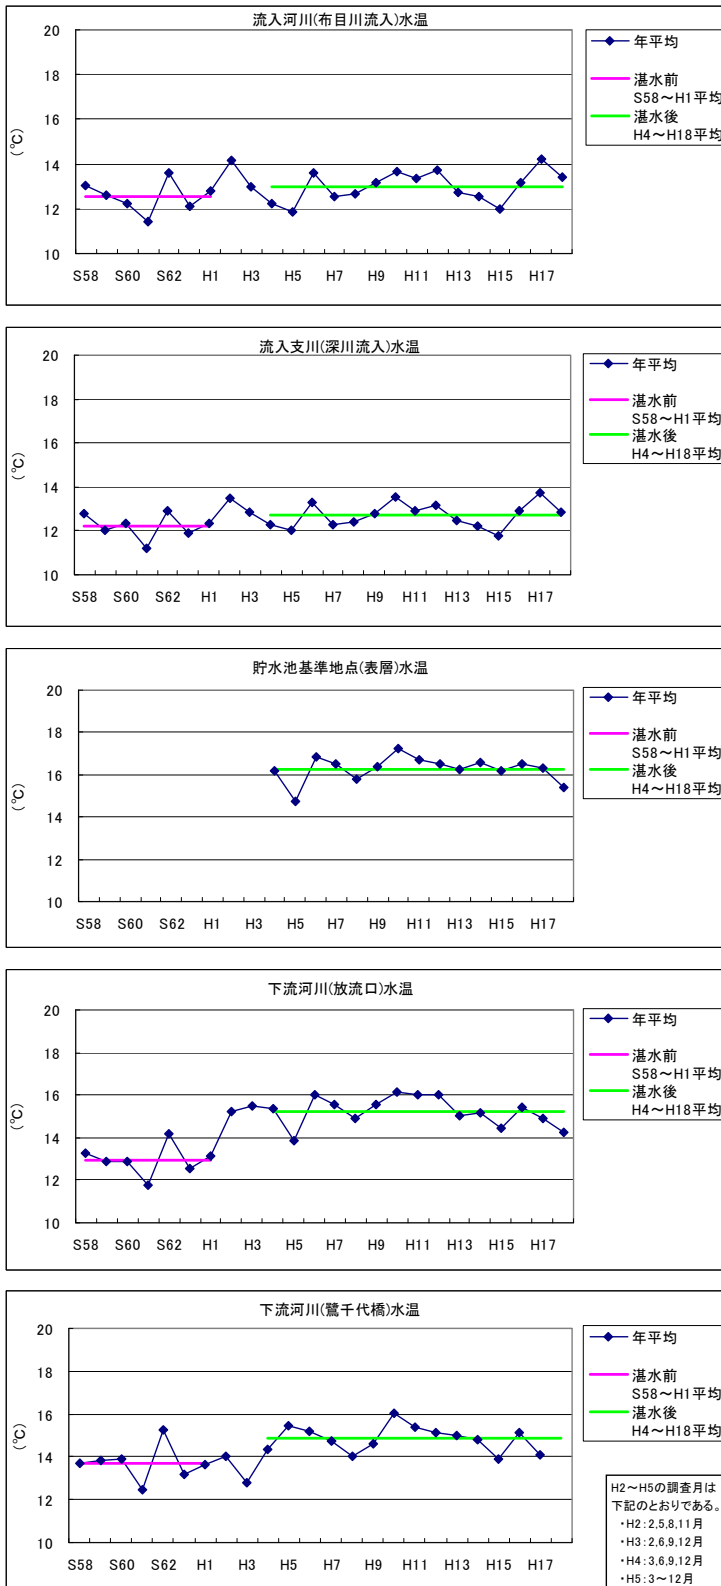 流入河川(布目川流入)水温
20
18
16
14
12
10
(℃)
S58 S60 S62 H1 H3 H5 H7 H9 H11 H13 H15 H17
年平均
湛水前
S58～H1平均
湛水後
H4～H18平均
流入支川(深川流入)水温
20
18
16
14
12
10
(℃)
S58 S60 S62 H1 H3 H5 H7 H9 H11 H13 H15 H17
年平均
湛水前
S58～H1平均
湛水後
H4～H18平均
貯水池基準地点(表層)水温
20
18
16
14
12
10
(℃)
S58 S60 S62 H1 H3 H5 H7 H9 H11 H13 H15 H17
年平均
湛水前
S58～H1平均
湛水後
H4～H18平均
下流河川(放流口)水温
20
18
16
14
12
10
(℃)
S58 S60 S62 H1 H3 H5 H7 H9 H11 H13 H15 H17
年平均
湛水前
S58～H1平均
湛水後
H4～H18平均
下流河川(鷺千代橋)水温
20
18
16
14
12
10
(℃)
S58 S60 S62 H1 H3 H5 H7 H9 H11 H13 H15 H17
年平均
湛水前
S58～H1平均
湛水後
H4～H18平均
H2～H5の調査月は
下記のとおりである。
・H2:2,5,8,11月
・H3:2,6,9,12月
・H4:3,6,9,12月
・H5:3～12月